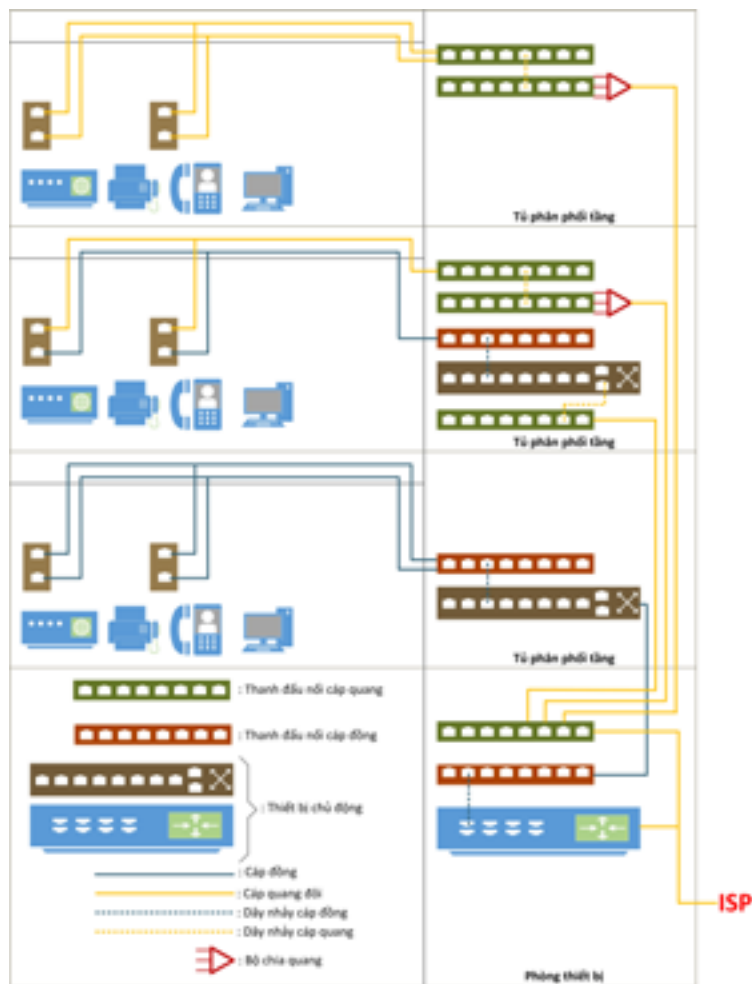 Tủ phân phối tầng
Tủ phân phối tầng
Tủ phân phối tầng
: Thanh đấu nối cáp quang
: Thanh đấu nối cáp đồng
: Thiết bị chủ động
: Cáp đồng
: Cáp quang đôi
: Dây nhảy cáp đồng
: Dây nhảy cáp quang
: Bộ chia quang
ISP
Phòng thiết bị